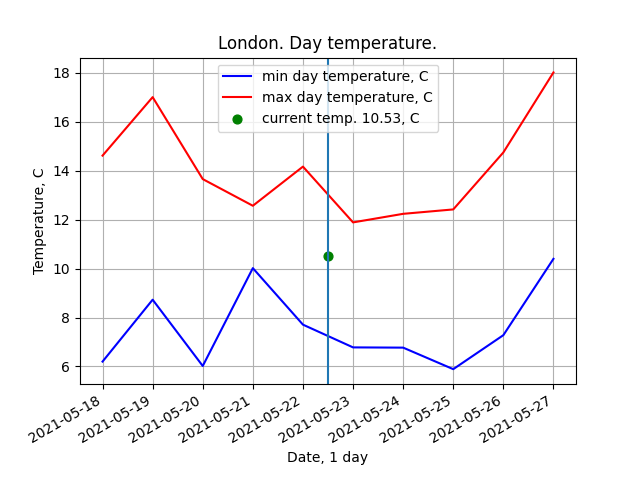 London. Day temperature.
min day temperature, C
max day temperature, C
current temp. 10.53, C
Temperature, C
18
16
14
12
10
8
6
2021-05-18
2021-05-19
2021-05-20
2021-05-21
2021-05-22
2021-05-23
2021-05-24
2021-05-25
2021-05-26
2021-05-27
Date, 1 day